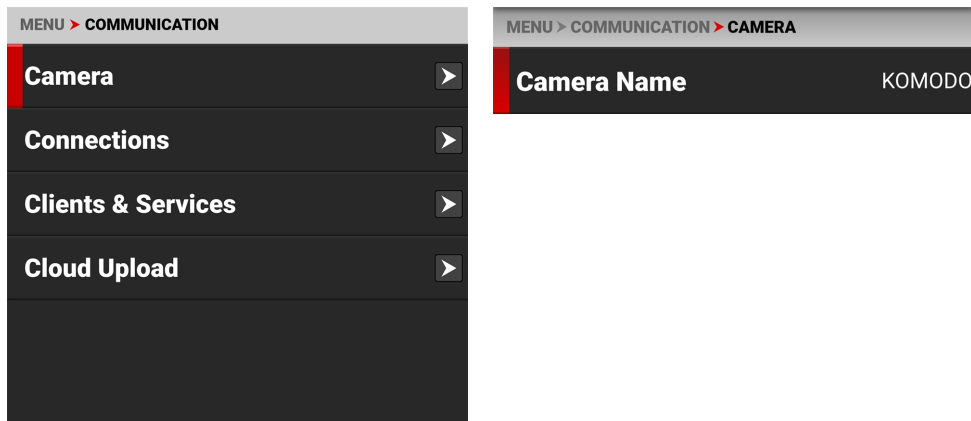 MENU ➤ COMMUNICATION
Camera
Connections
Clients & Services
Cloud Upload
MENU ➤ COMMUNICATION ➤ CAMERA
Camera Name KOMODO